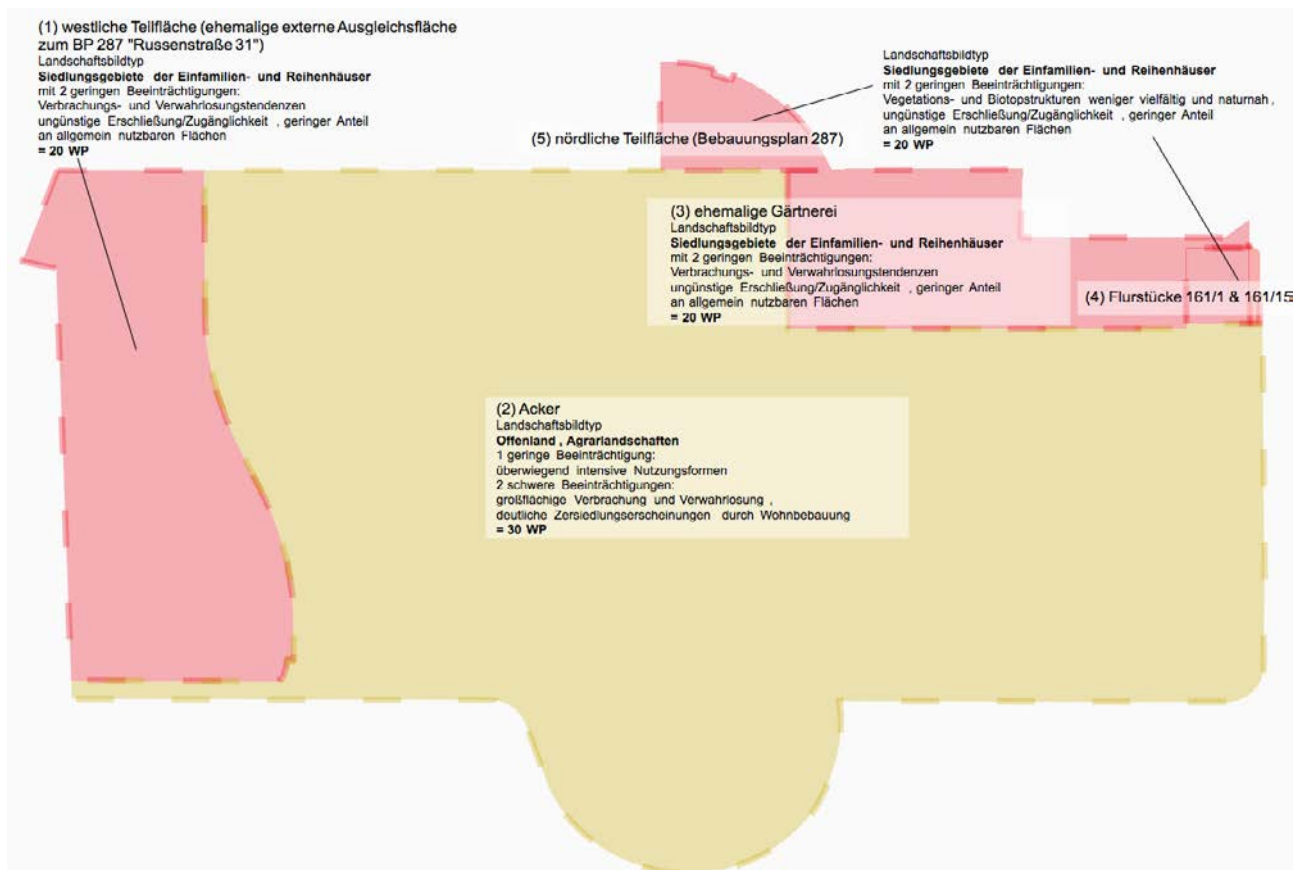 (1) westliche Teilfläche (ehemalige externe Ausgleichsfläche
zum BP 287 "Russenstraße 31")
Landschaftsbildtyp
Siedlungsgebiete der Einfamilien- und Reihenhäuser
mit 2 geringen Beeinträchtigungen:
Verbrachungs- und Verwahrlosungstendenzen
ungünstige Erschließung/Zugänglichkeit , geringer Anteil
an allgemein nutzbaren Flächen
= 20 WP
Landschaftsbildtyp
Siedlungsgebiete der Einfamilien- und Reihenhäuser
mit 2 geringen Beeinträchtigungen:
Vegetations- und Biotopstrukturen weniger vielfältig und naturnah ,
ungünstige Erschließung/Zugänglichkeit , geringer Anteil
an allgemein nutzbaren Flächen
= 20 WP
(5) nördliche Teilfläche (Bebauungsplan 287)
(3) ehemalige Gärtnerei
Landschaftsbildtyp
Siedlungsgebiete der Einfamilien- und Reihenhäuser
mit 2 geringen Beeinträchtigungen:
Verbrachungs- und Verwahrlosungstendenzen
ungünstige Erschließung/Zugänglichkeit , geringer Anteil
an allgemein nutzbaren Flächen
= 20 WP
(4) Flurstücke 161/1 & 161/15
(2) Acker
Landschaftsbildtyp
Offenland , Agrarlandschaften
1 geringe Beeinträchtigung:
überwiegend intensive Nutzungsformen
2 schwere Beeinträchtigungen:
großflächige Verbrachung und Verwahrlosung ,
deutliche Zersiedlungserscheinungen durch Wohnbebauung
= 30 WP